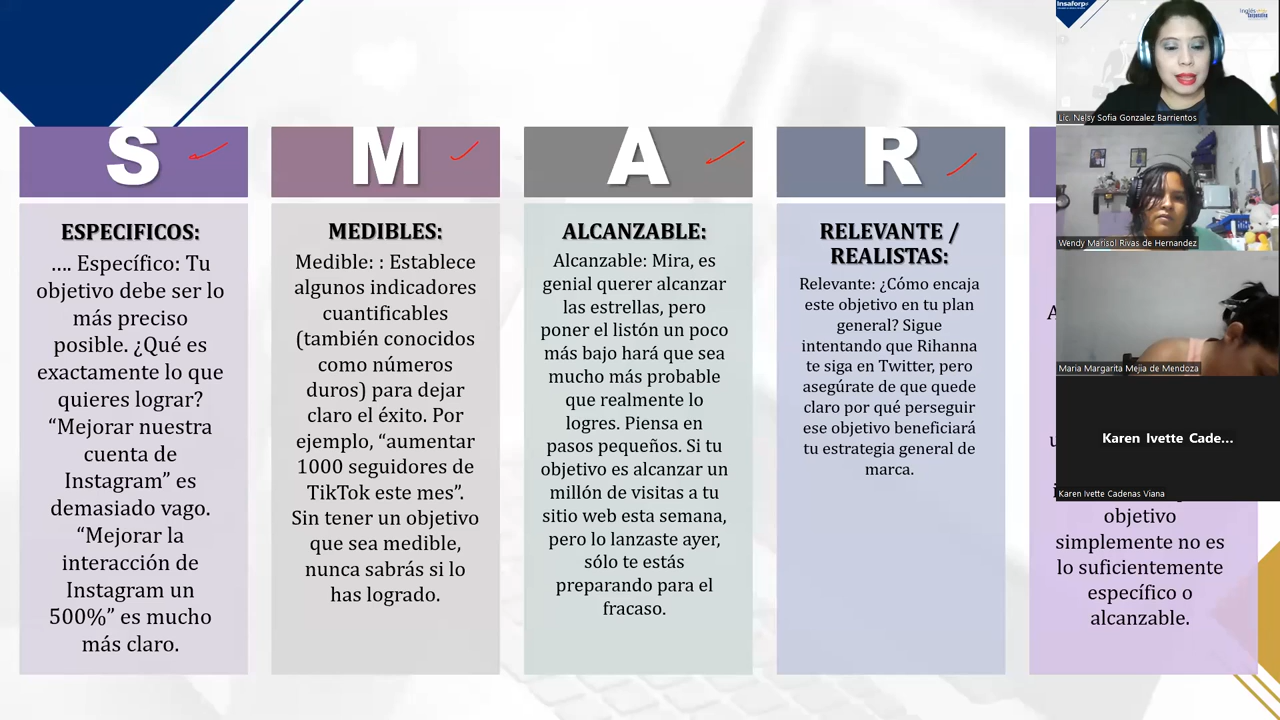 S
ESPECIFICOS:
.... Específico: Tu
objetivo debe ser lo
más preciso
posible. ¿Qué es
exactamente lo que
quieres lograr?
“Mejorar nuestra
cuenta de
Instagram” es
demasiado vago.
“Mejorar la
interacción de
Instagram un
500%” es mucho
más claro.
M
MEDIBLES:
Medible: : Establece
algunos indicadores
cuantificables
(también conocidos
como números
duros) para dejar
claro el éxito. Por
ejemplo, “aumentar
1000 seguidores de
TikTok este mes”.
Sin tener un objetivo
que sea medible,
nunca sabrás si lo
has logrado.
A
ALCANZABLE:
Alcanzable: Mira, es
genial querer alcanzar
las estrellas, pero
poner el listón un poco
más bajo hará que sea
mucho más probable
que realmente lo
logres. Piensa en
pasos pequeños. Si tu
objetivo es alcanzar un
millón de visitas a tu
sitio web esta semana,
pero lo lanzaste ayer,
sólo te estás
preparando para el
fracaso.
R
RELEVANTE /
REALISTAS:
Relevante: ¿Cómo encaja
este objetivo en tu plan
general? Sigue
intentando que Rihanna
te siga en Twitter, pero
asegúrate de que quede
claro por qué perseguir
ese objetivo beneficiará
tu estrategia general de
marca.
objetivo
simplemente no es
lo suficientemente
específico o
alcanzable.
Insaforp
Lic. Nelsy Sofia Gonzalez Barrientos
Wendy Marisol Rivas de Hernandez
Maria Margarita Mejia de Mendoza
Karen Ivette Cade...
Karen Ivette Cadenas Viana